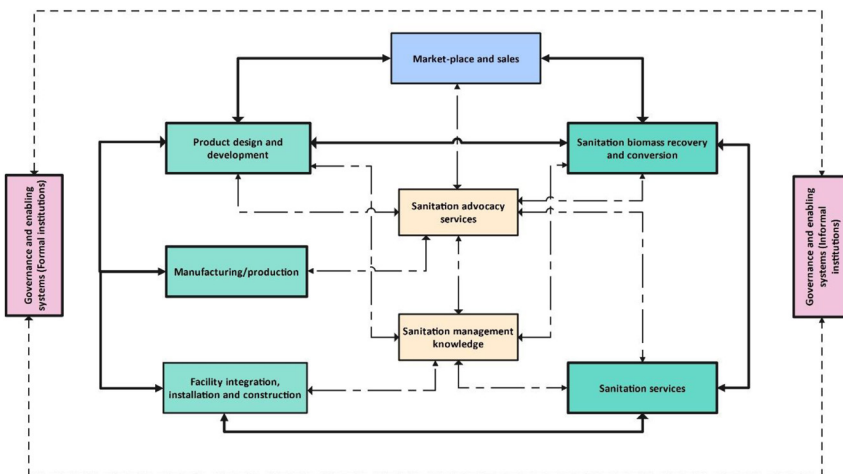 Market-place and sales
Product design and
development
Sanitation biomass recovery
and conversion
Governance and enabling
systems (Formal institutions)
Sanitation advocacy
services
Governance and enabling
systems (Informal
institutions)
Manufacturing/production
Sanitation management
knowledge
Facility integration,
installation and construction
Sanitation services